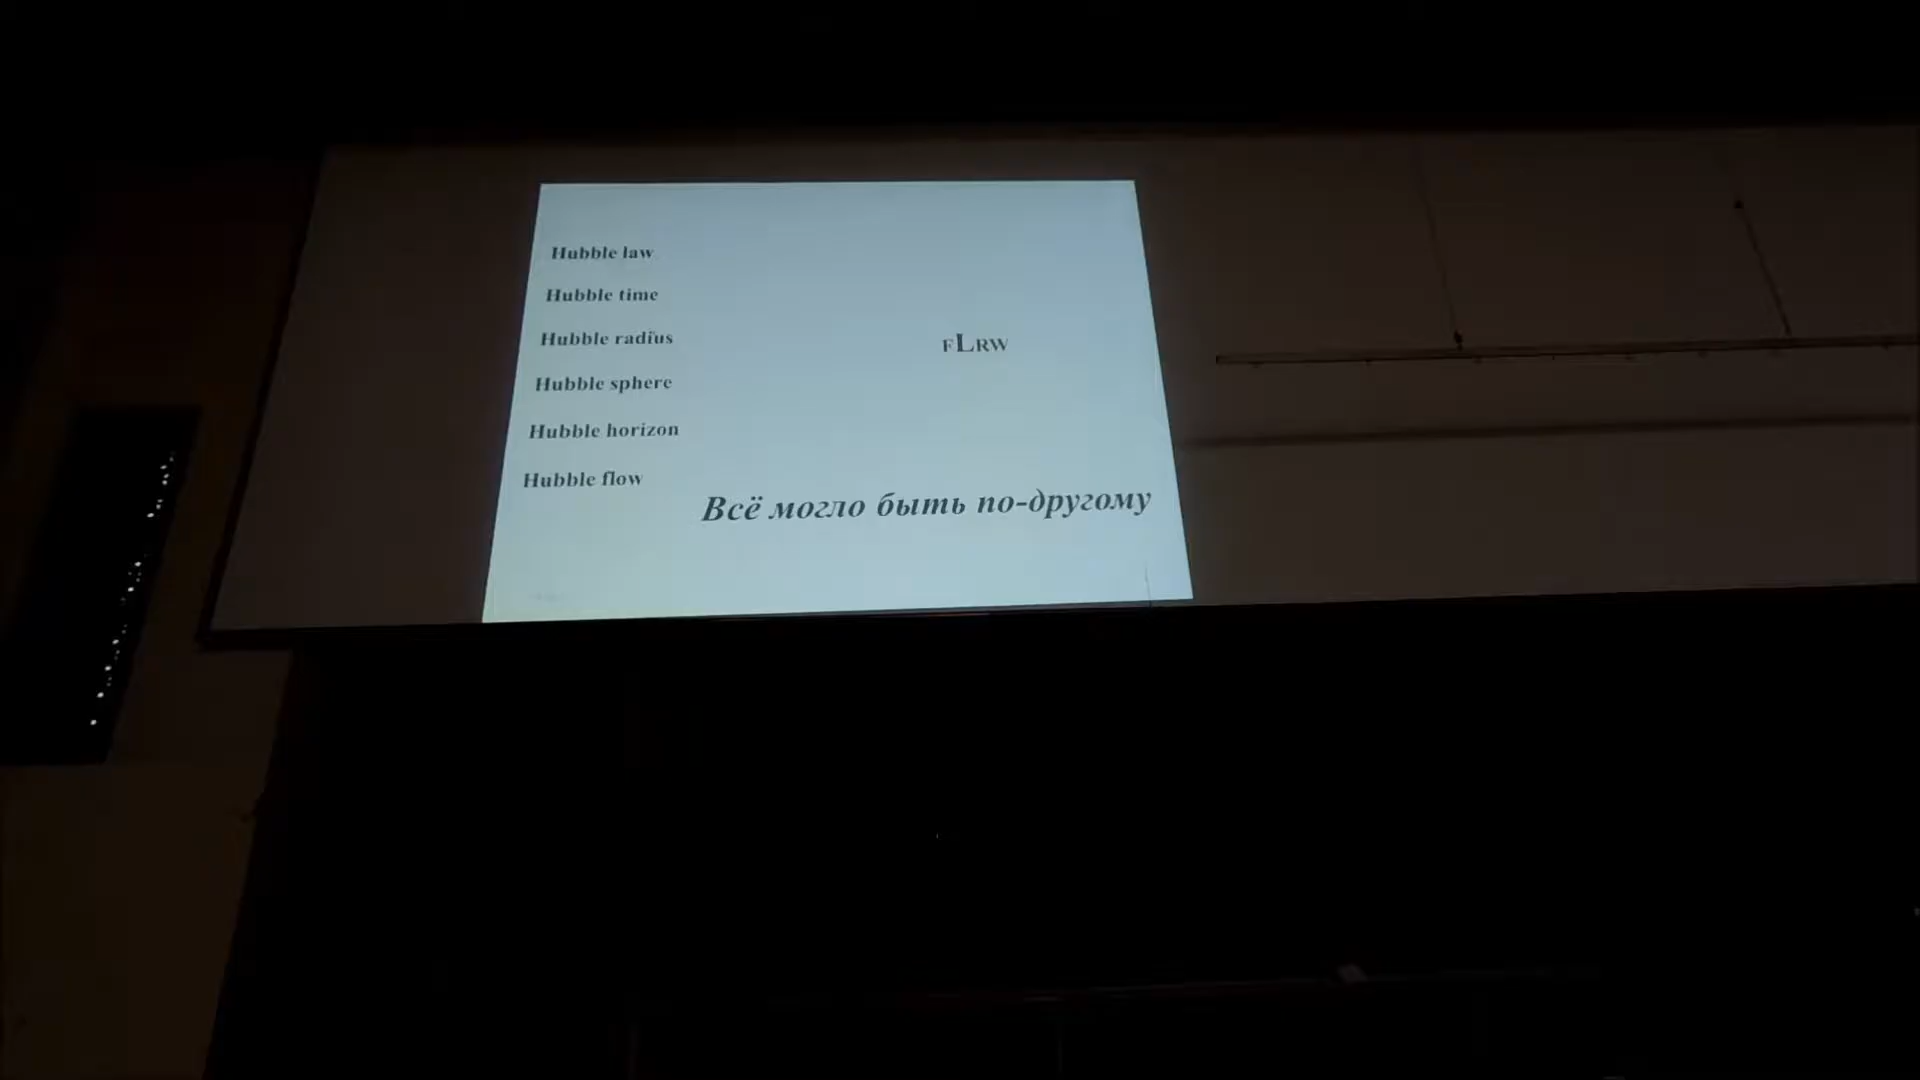 Hubble law
Hubble time
Hubble radius
FLRW
Hubble sphere
Hubble horizon
Hubble flow
Всё могло быть по-другому